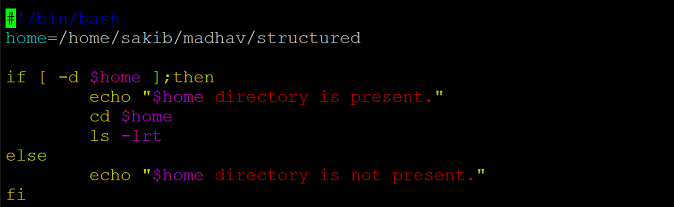 #!/bin/bash
home=/home/sakib/madhav/structured

if [ -d $home ];then
        echo "$home directory is present."
        cd $home
        ls -lrt
else
        echo "$home directory is not present."
fi